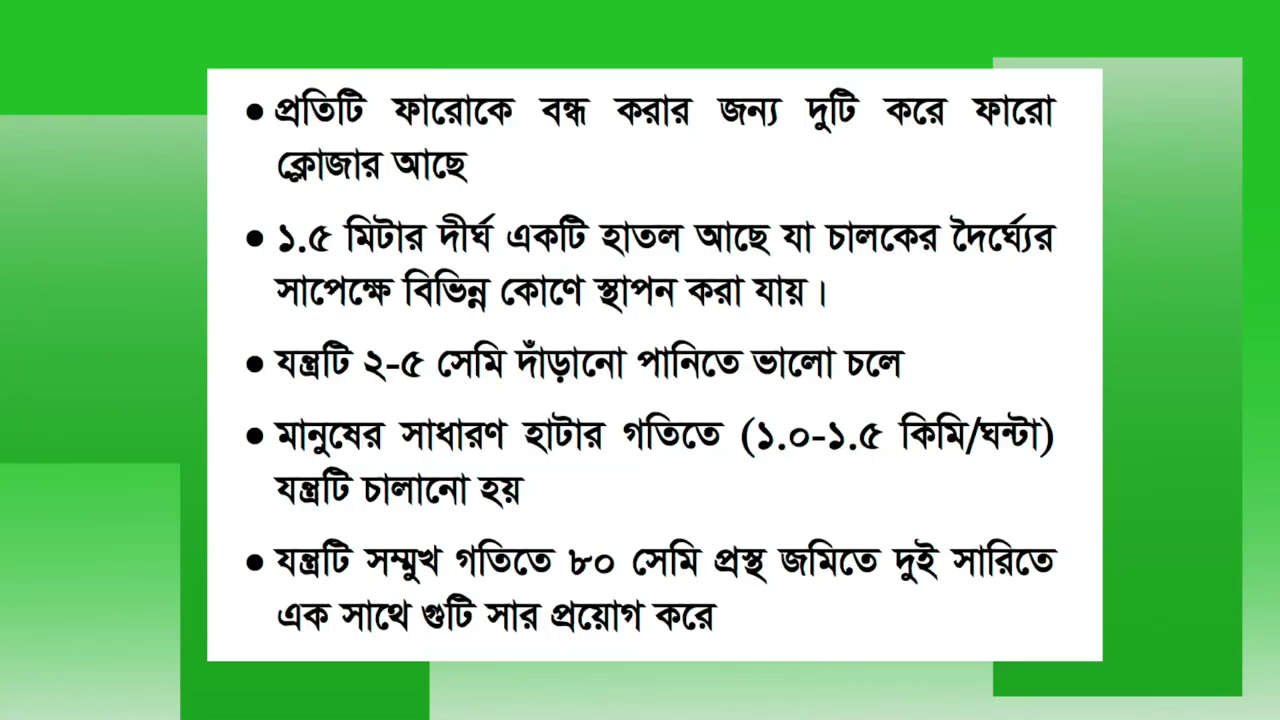 • প্রতিটি ফারোকে বন্ধ করার জন্য দুটি করে ফারো
ক্লোজার আছে
• ১.৫ মিটার দীর্ঘ একটি হাতল আছে যা চালকের দৈর্ঘ্যের
সাপেক্ষে বিভিন্ন কোণে স্থাপন করা যায়।
• যন্ত্রটি ২-৫ সেমি দাঁড়ানো পানিতে ভালো চলে
• মানুষের সাধারণ হাটার গতিতে (১.০-১.৫ কিমি/ঘন্টা)
যন্ত্রটি চালানো হয়
• যন্ত্রটি সম্মুখ গতিতে ৮০ সেমি প্রস্থ জমিতে দুই সারিতে
এক সাথে গুটি সার প্রয়োগ করে